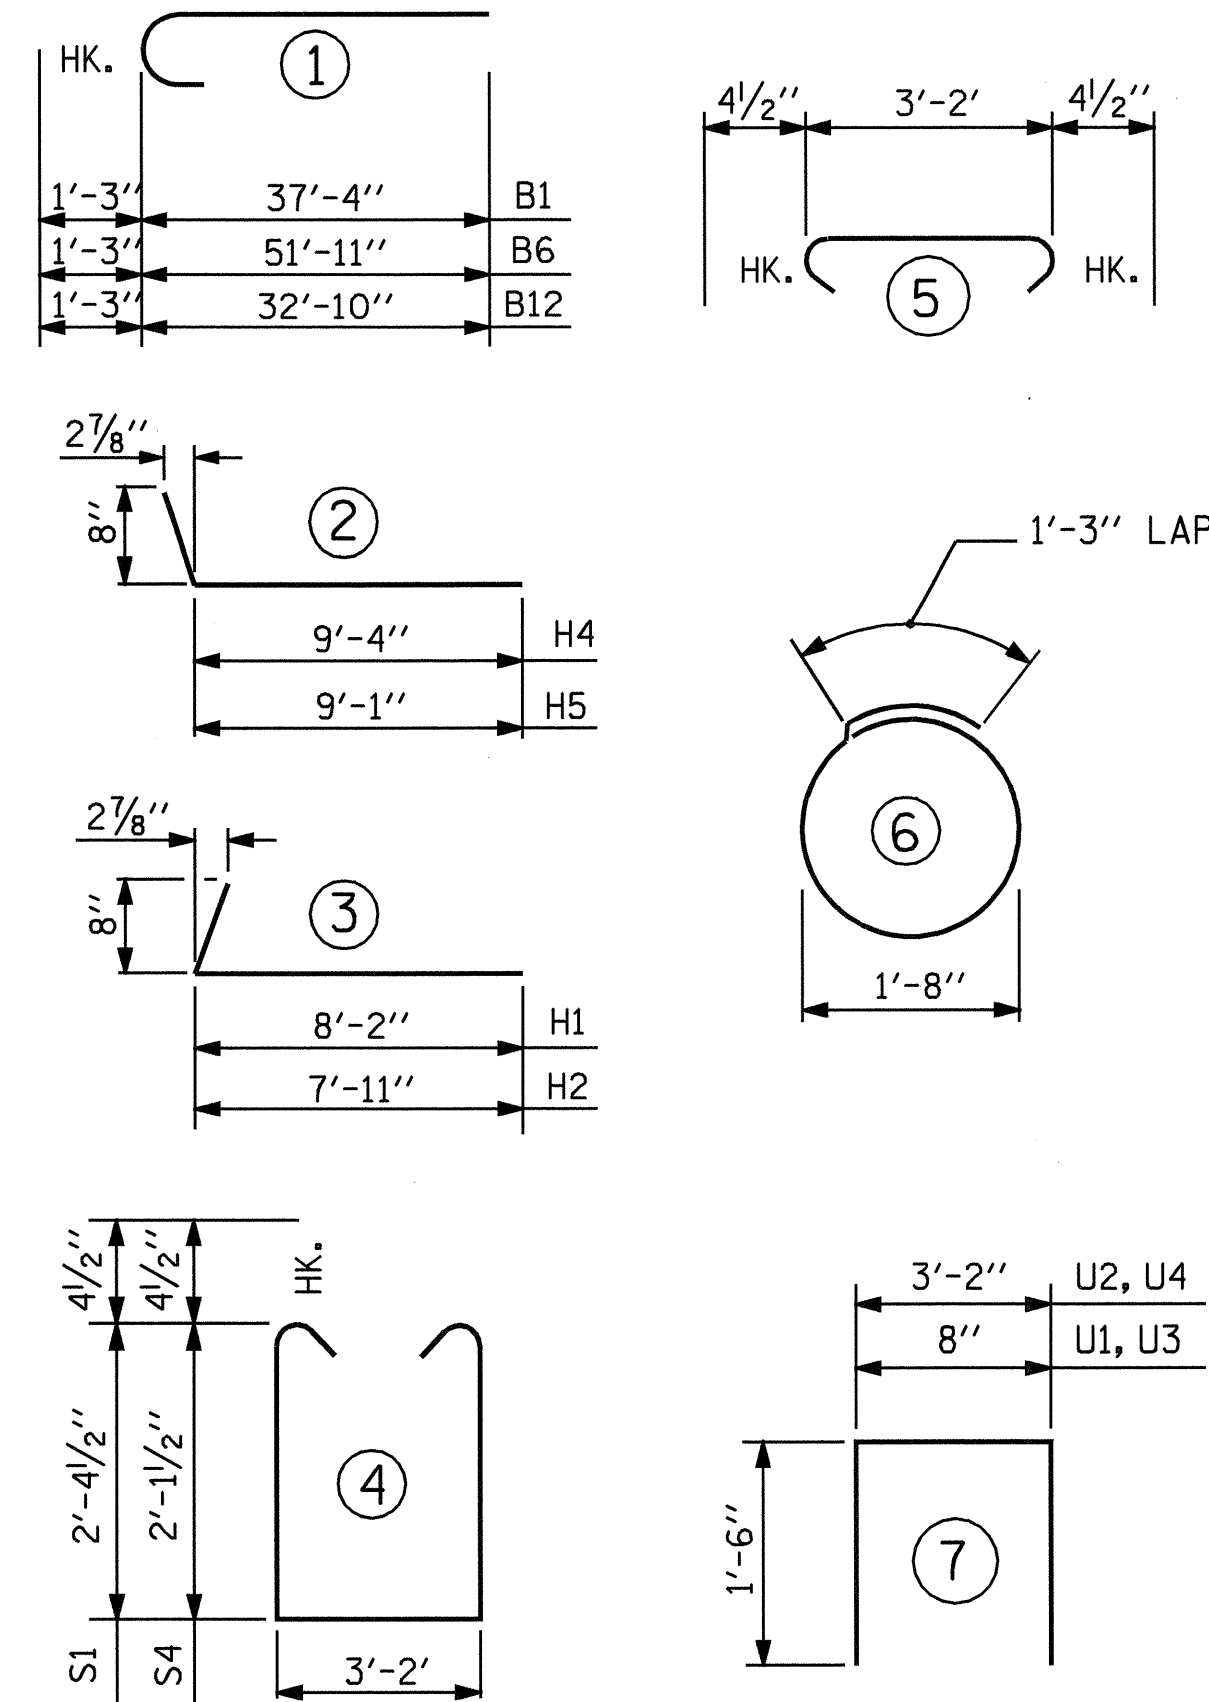 HK.
1
1'-3'' 37'-4'' B1
1'-3'' 51'-11'' B6
1'-3'' 32'-10'' B12
4 1/2'' 3'-2' 4 1/2''
HK. HK.
5
2 7/8''
8''
2
9'-4'' H4
9'-1'' H5
1'-3'' LAP
6
1'-8''
2 7/8''
8''
3
8'-2'' H1
7'-11'' H2
4 1/2'' 4 1/2'' HK.
2'-4 1/2'' 2'-1 1/2''
4
S1 S4
3'-2'
3'-2'' U2, U4
8'' U1, U3
1'-6''
7